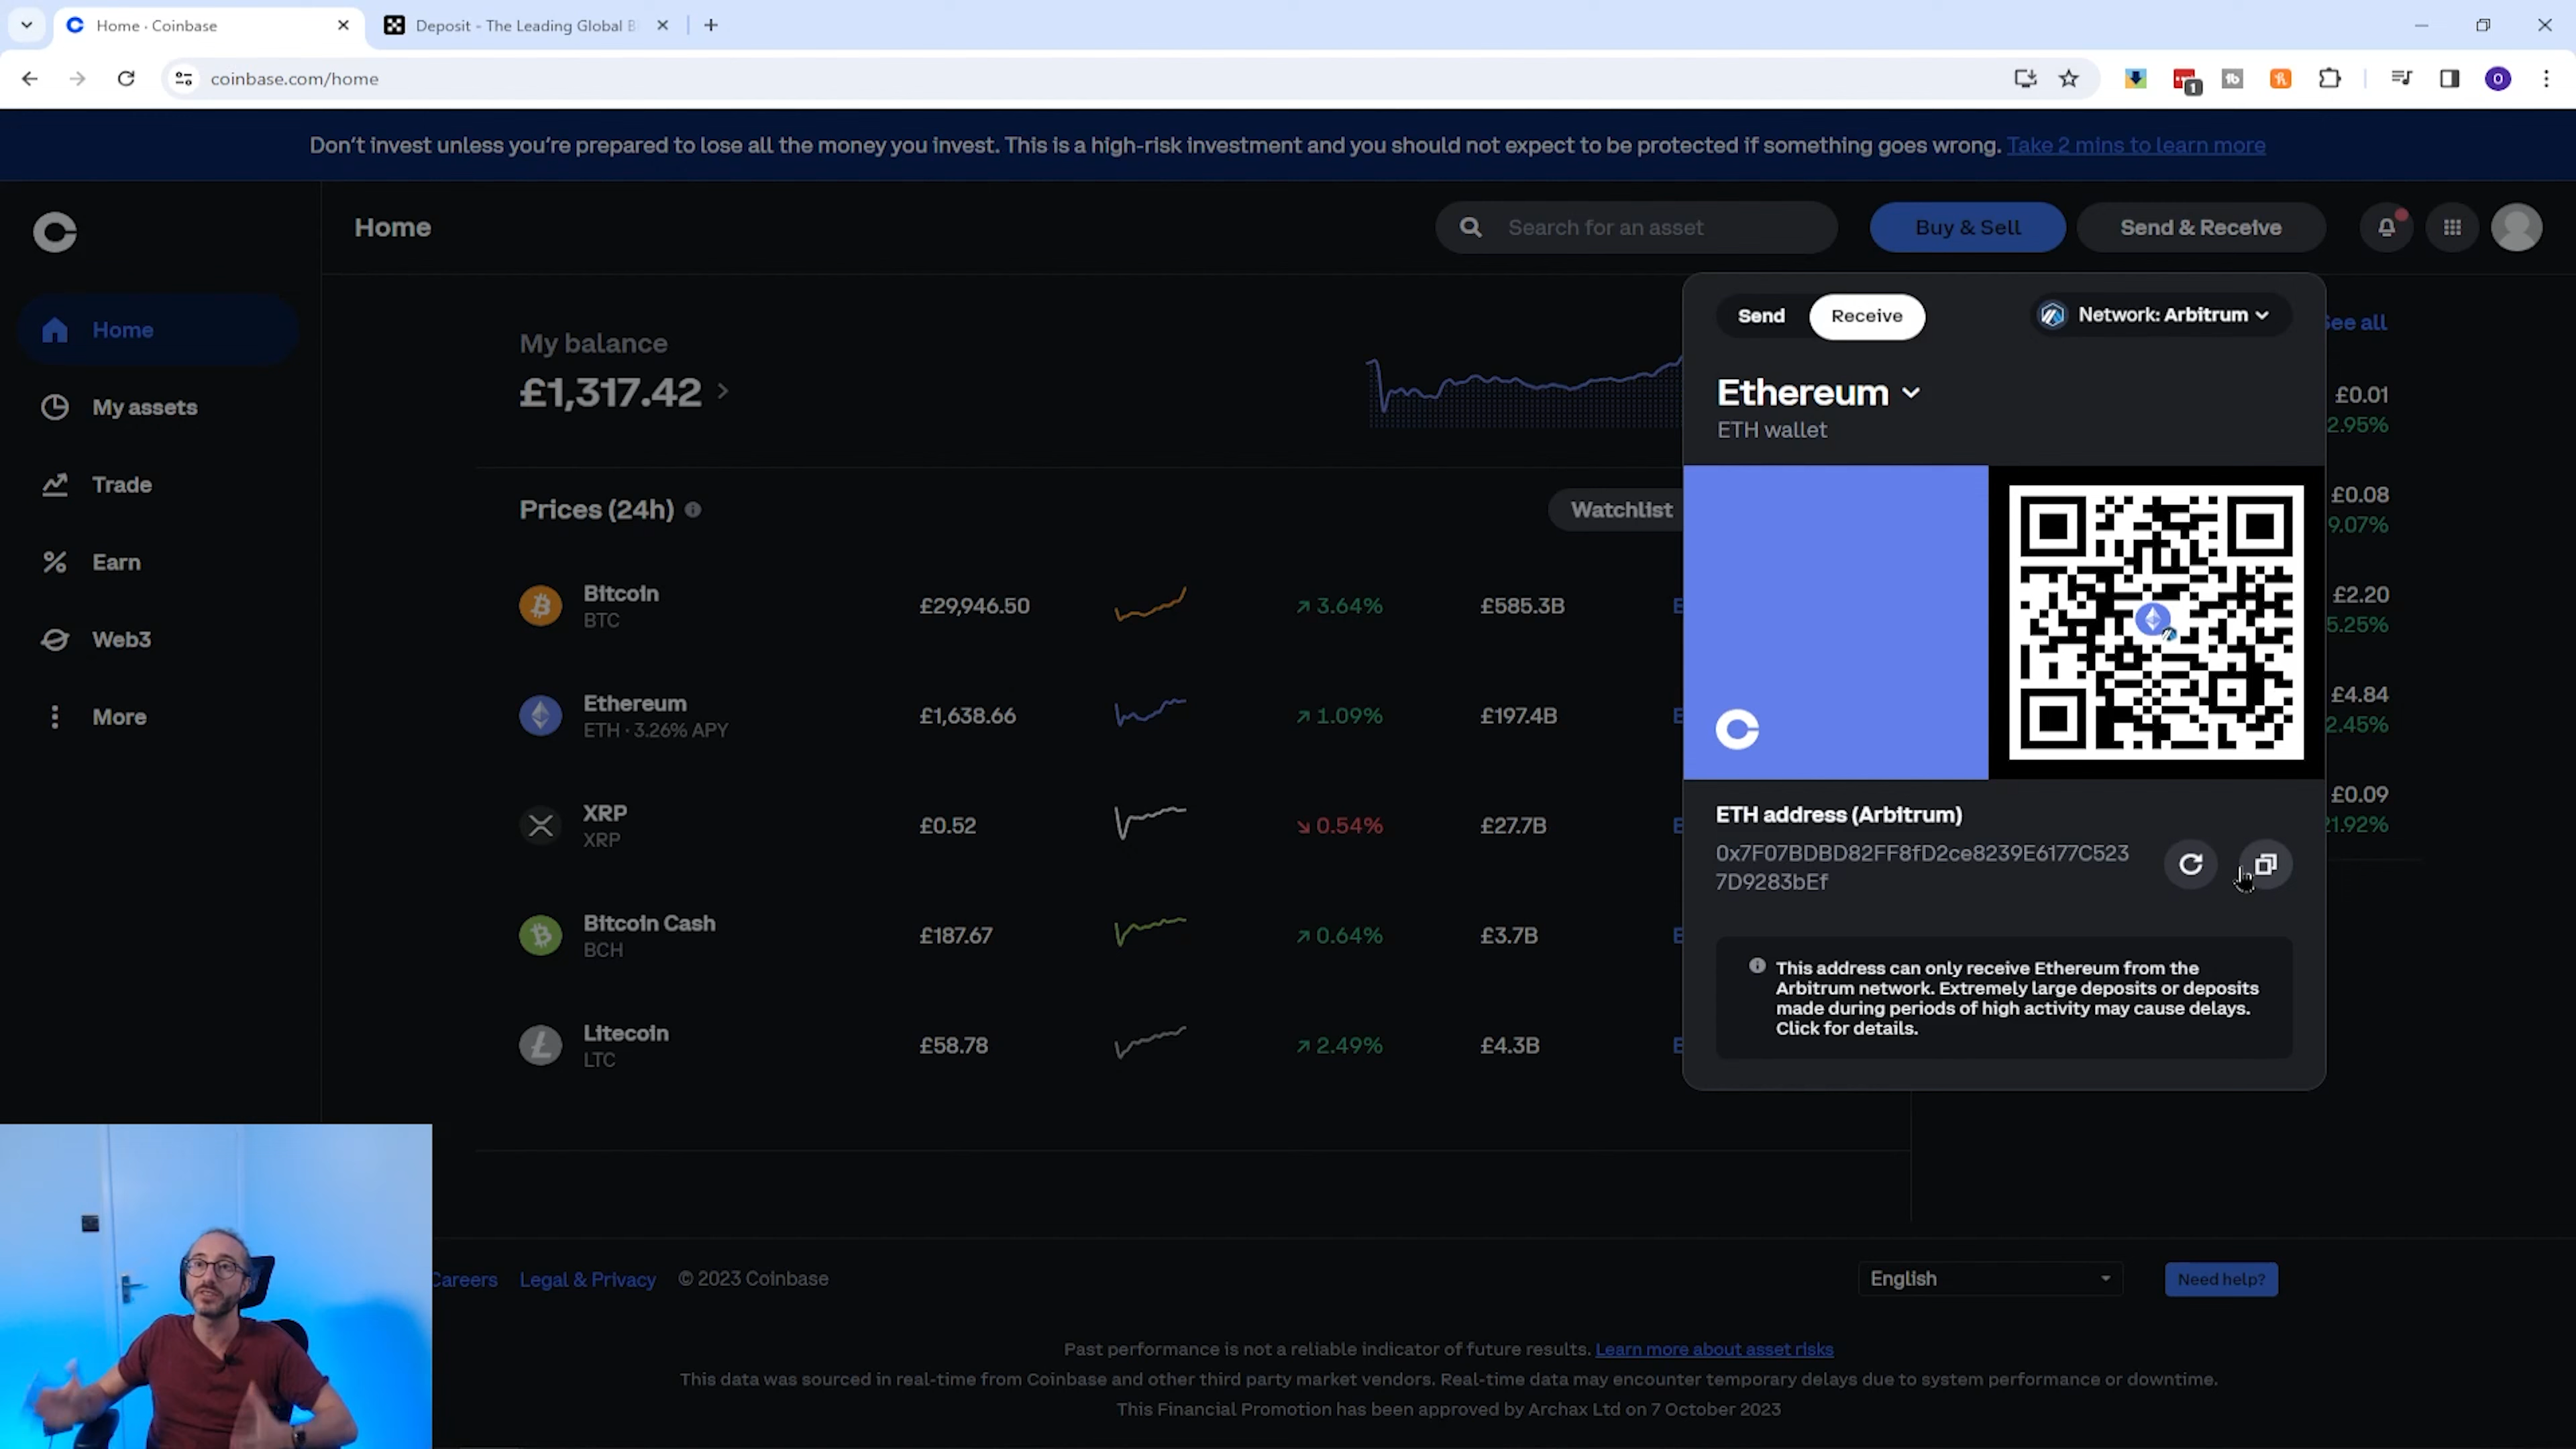 Home · Coinbase
Deposit - The Leading Global B
coinbase.com/home
1
tb
O
Don't invest unless you're prepared to lose all the money you invest. This is a high-risk investment and you should not expect to be protected if something goes wrong. Take 2 mins to learn more
Home
Search for an asset
Buy & Sell
Send & Receive
Home
My assets
Trade
Earn
Web3
More
My balance
£1,317.42
Prices (24h)
Watchlist
Bitcoin
BTC
£29,946.50
3.64%
£585.3B
Ethereum
ETH · 3.26% APY
£1,638.66
1.09%
£197.4B
XRP
XRP
£0.52
0.54%
£27.7B
Bitcoin Cash
BCH
£187.67
0.64%
£3.7B
Litecoin
LTC
£58.78
2.49%
£4.3B
Send
Receive
Network: Arbitrum
Ethereum
ETH wallet
ETH address (Arbitrum)
0x7F07BDBD82FF8fD2ce8239E6177C523
7D9283bEf
This address can only receive Ethereum from the
Arbitrum network. Extremely large deposits or deposits
made during periods of high activity may cause delays.
Click for details.
See all
£0.01
2.95%
£0.08
9.07%
£2.20
5.25%
£4.84
2.45%
£0.09
21.92%
Careers
Legal & Privacy
© 2023 Coinbase
English
Need help?
Past performance is not a reliable indicator of future results. Learn more about asset risks
This data was sourced in real-time from Coinbase and other third party market vendors. Real-time data may encounter temporary delays due to system performance or downtime.
This Financial Promotion has been approved by Archax Ltd on 7 October 2023